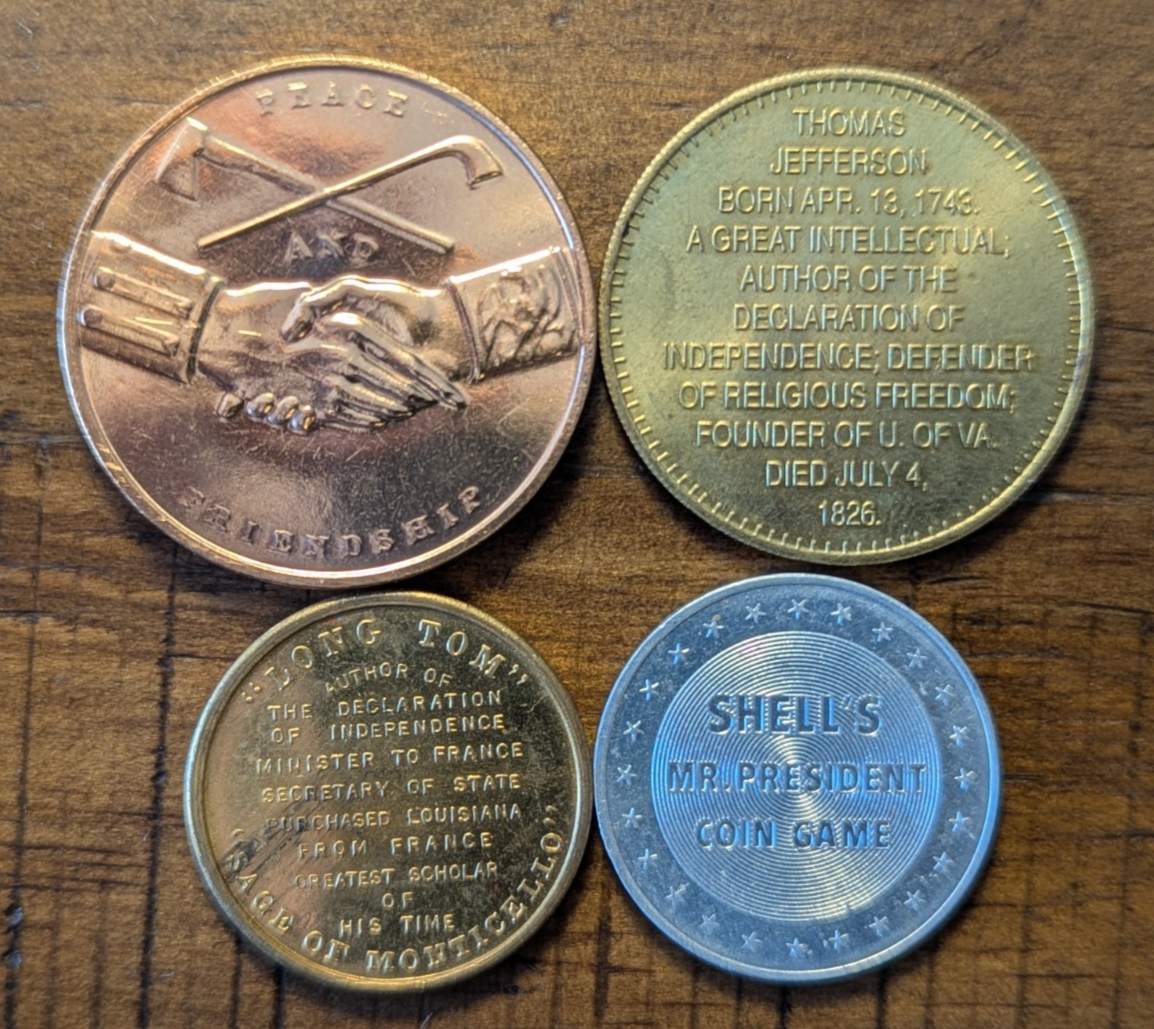 PEACE
AND
FRIENDSHIP
THOMAS
JEFFERSON
BORN APR. 13, 1743.
A GREAT INTELLECTUAL;
AUTHOR OF THE
DECLARATION OF
INDEPENDENCE; DEFENDER
OF RELIGIOUS FREEDOM;
FOUNDER OF U. OF VA.
DIED JULY 4,
1826.
"LONG TOM"
AUTHOR OF
THE DECLARATION
OF INDEPENDENCE
MINISTER TO FRANCE
SECRETARY OF STATE
PURCHASED LOUISIANA
FROM FRANCE
GREATEST SCHOLAR
OF
HIS TIME
"SAGE OF MONTICELLO"
SHELL'S
MR. PRESIDENT
COIN GAME